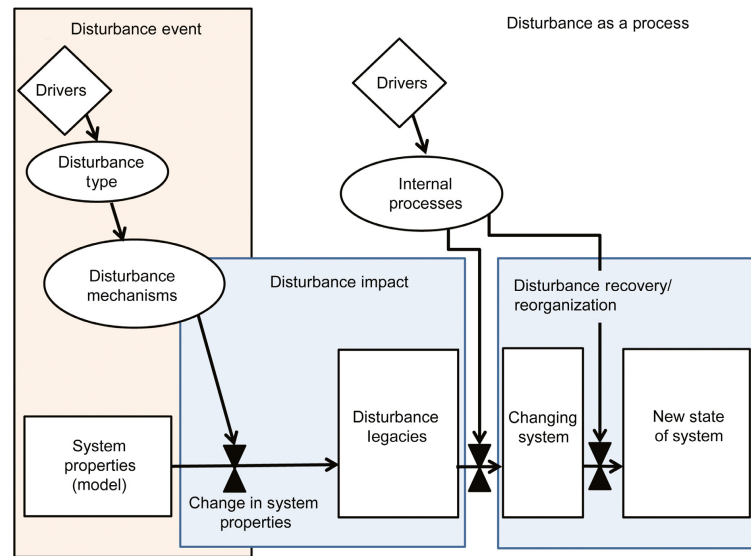 Disturbance event
Disturbance as a process
Drivers
Drivers
Disturbance
type
Internal
processes
Disturbance
mechanisms
Disturbance impact
Disturbance recovery/
reorganization
System
properties
(model)
Change in system
properties
Disturbance
legacies
Changing
system
New state
of system